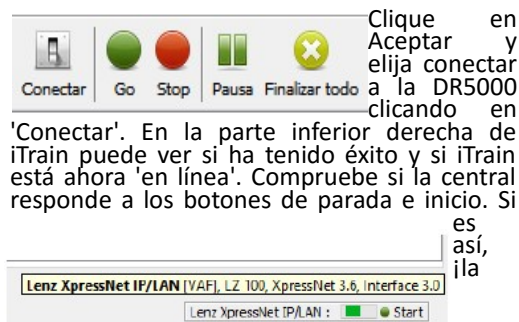 Conectar Go Stop Pausa Finalizar todo
Clique en
Aceptar y
elija conectar
a la DR5000
clicando en
'Conectar'. En la parte inferior derecha de
iTrain puede ver si ha tenido éxito y si iTrain
está ahora 'en línea'. Compruebe si la central
responde a los botones de parada e inicio. Si
es
así,
¡la
Lenz XpressNet IP/LAN [VAF], LZ 100, XpressNet 3.6, Interface 3.0
Lenz XpressNet IP/LAN : Start